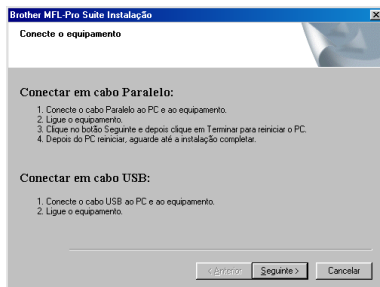 Brother MFL-Pro Suite Instalação
Conecte o equipamento
Conectar em cabo Paralelo:
1. Conecte o cabo Paralelo ao PC e ao equipamento.
2. Ligue o equipamento.
3. Clique no botão Seguinte e depois clique em Terminar para reiniciar o PC.
4. Depois do PC reiniciar, aguarde até a instalação completar.
Conectar em cabo USB:
1. Conecte o cabo USB ao PC e ao equipamento.
2. Ligue o equipamento.
< Anterior Seguinte > Cancelar